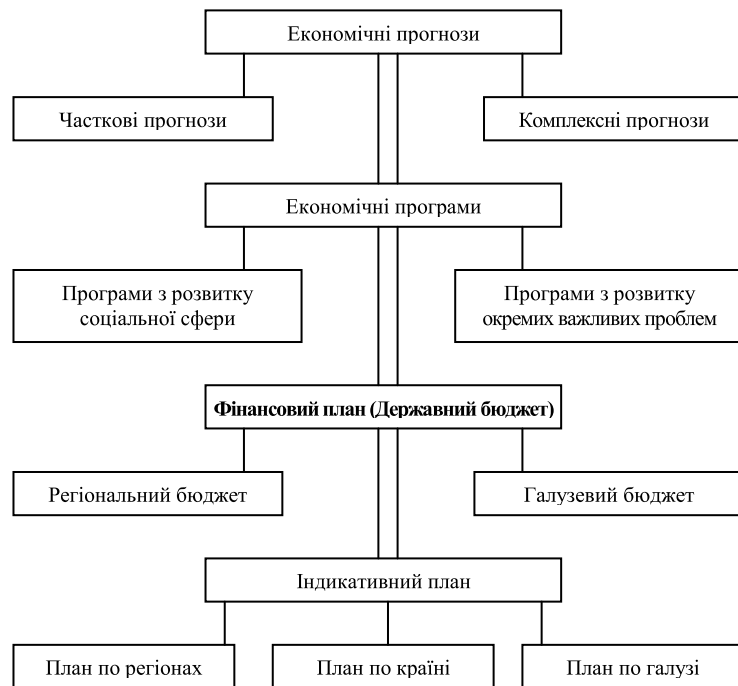 Економічні прогнози
Часткові прогнози
Комплексні прогнози
Економічні програми
Програми з розвитку
соціальної сфери
Програми з розвитку
окремих важливих проблем
Фінансовий план (Державний бюджет)
Регіональний бюджет
Галузевий бюджет
Індикативний план
План по регіонах
План по країні
План по галузі